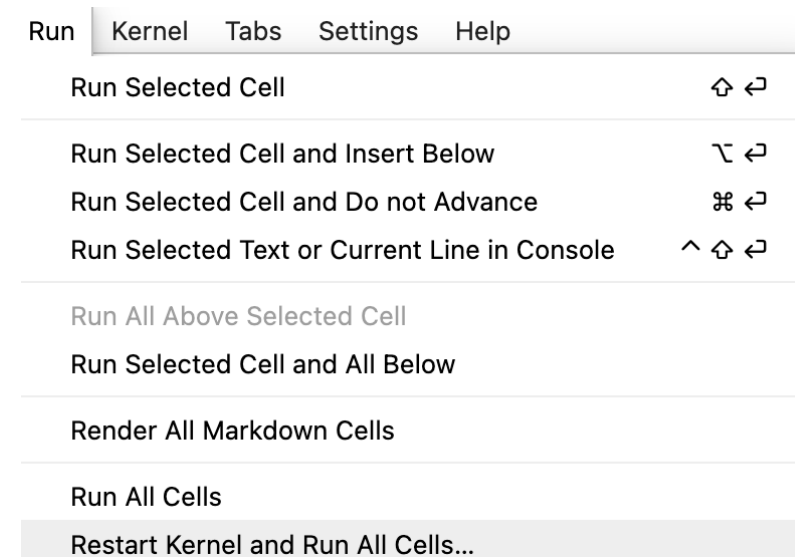 Run Kernel Tabs Settings Help
Run Selected Cell ⇧ ⏎
Run Selected Cell and Insert Below ⌥ ⏎
Run Selected Cell and Do not Advance ⌘ ⏎
Run Selected Text or Current Line in Console ^ ⇧ ⏎
Run All Above Selected Cell
Run Selected Cell and All Below
Render All Markdown Cells
Run All Cells
Restart Kernel and Run All Cells...